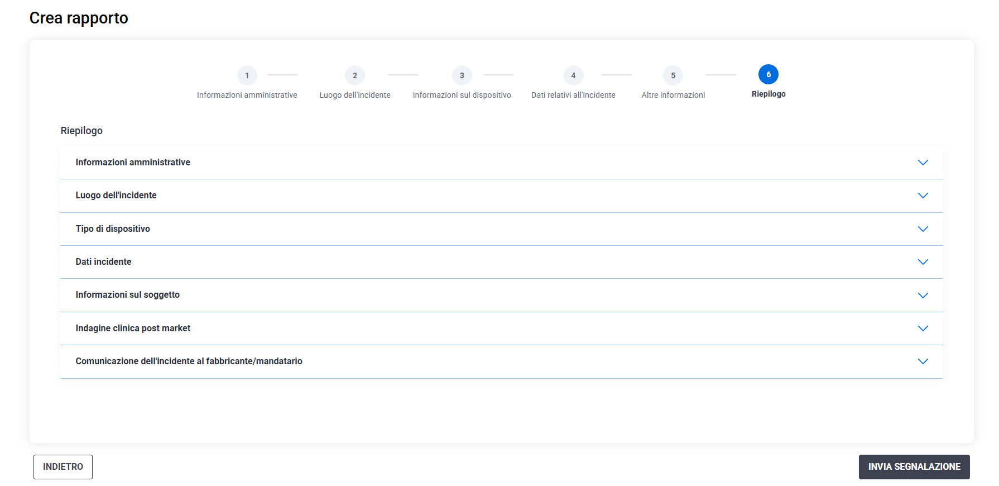 Crea rapporto
1
2
3
4
5
6
Informazioni amministrative
Luogo dell'incidente
Informazioni sul dispositivo
Dati relativi all'incidente
Altre informazioni
Riepilogo
Riepilogo
Informazioni amministrative
Luogo dell'incidente
Tipo di dispositivo
Dati incidente
Informazioni sul soggetto
Indagine clinica post market
Comunicazione dell'incidente al fabbricante/mandatario
INDIETRO
INVIA SEGNALAZIONE